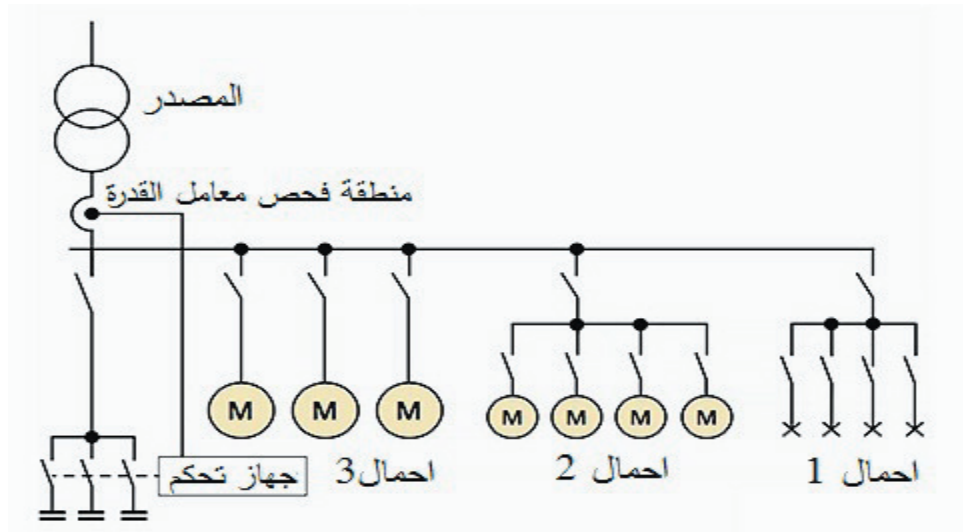 المصدر
منطقة فحص معامل القدرة
M M M
M M M M
جهاز تحكم
احمال3
احمال 2
احمال 1